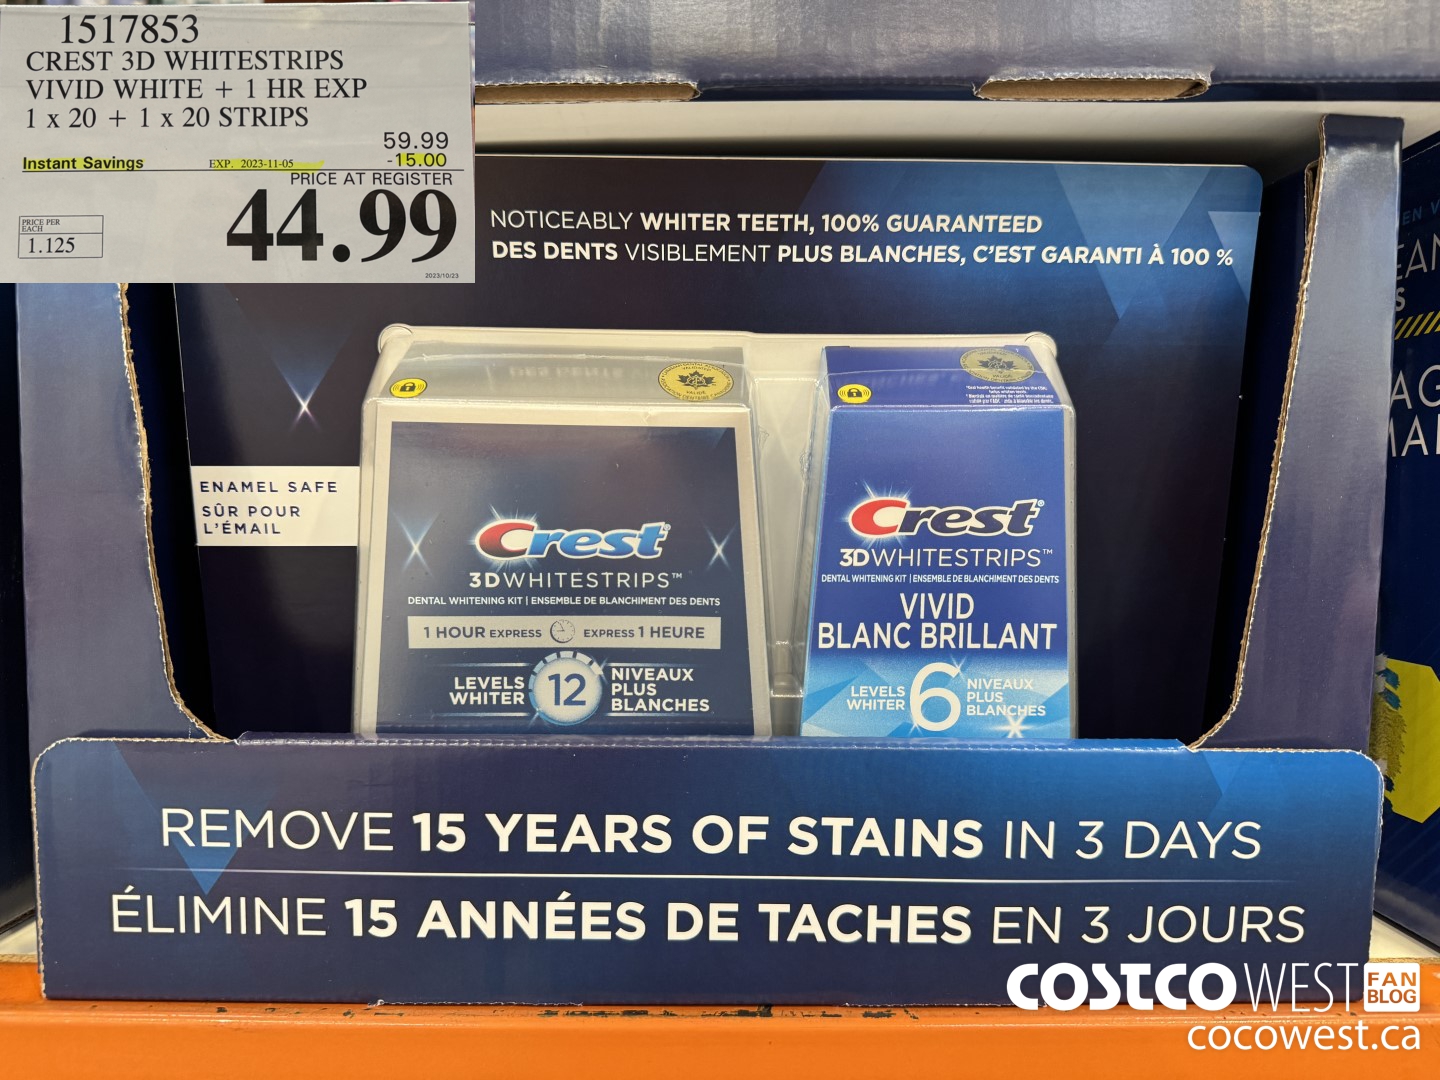 1517853
CREST 3D WHITESTRIPS
VIVID WHITE + 1 HR EXP
1 x 20 + 1 x 20 STRIPS
59.99
Instant Savings EXP. 2023-11-05 -15.00
PRICE AT REGISTER
44.99
PRICE PER
EACH
1.125
2023/10/23
NOTICEABLY WHITER TEETH, 100% GUARANTEED
DES DENTS VISIBLEMENT PLUS BLANCHES, C'EST GARANTI À 100 %
ENAMEL SAFE
SÛR POUR
L'ÉMAIL
Crest
3DWHITESTRIPS™
DENTAL WHITENING KIT | ENSEMBLE DE BLANCHIMENT DES DENTS
1 HOUR EXPRESS EXPRESS 1 HEURE
LEVELS
WHITER
12
NIVEAUX
PLUS
BLANCHES
Crest
3DWHITESTRIPS™
DENTAL WHITENING KIT | ENSEMBLE DE BLANCHIMENT DES DENTS
VIVID
BLANC BRILLANT
LEVELS
WHITER
6
NIVEAUX
PLUS
BLANCHES
REMOVE 15 YEARS OF STAINS IN 3 DAYS
ÉLIMINE 15 ANNÉES DE TACHES EN 3 JOURS
COSTCO WEST FAN
BLOG
cocowest.ca